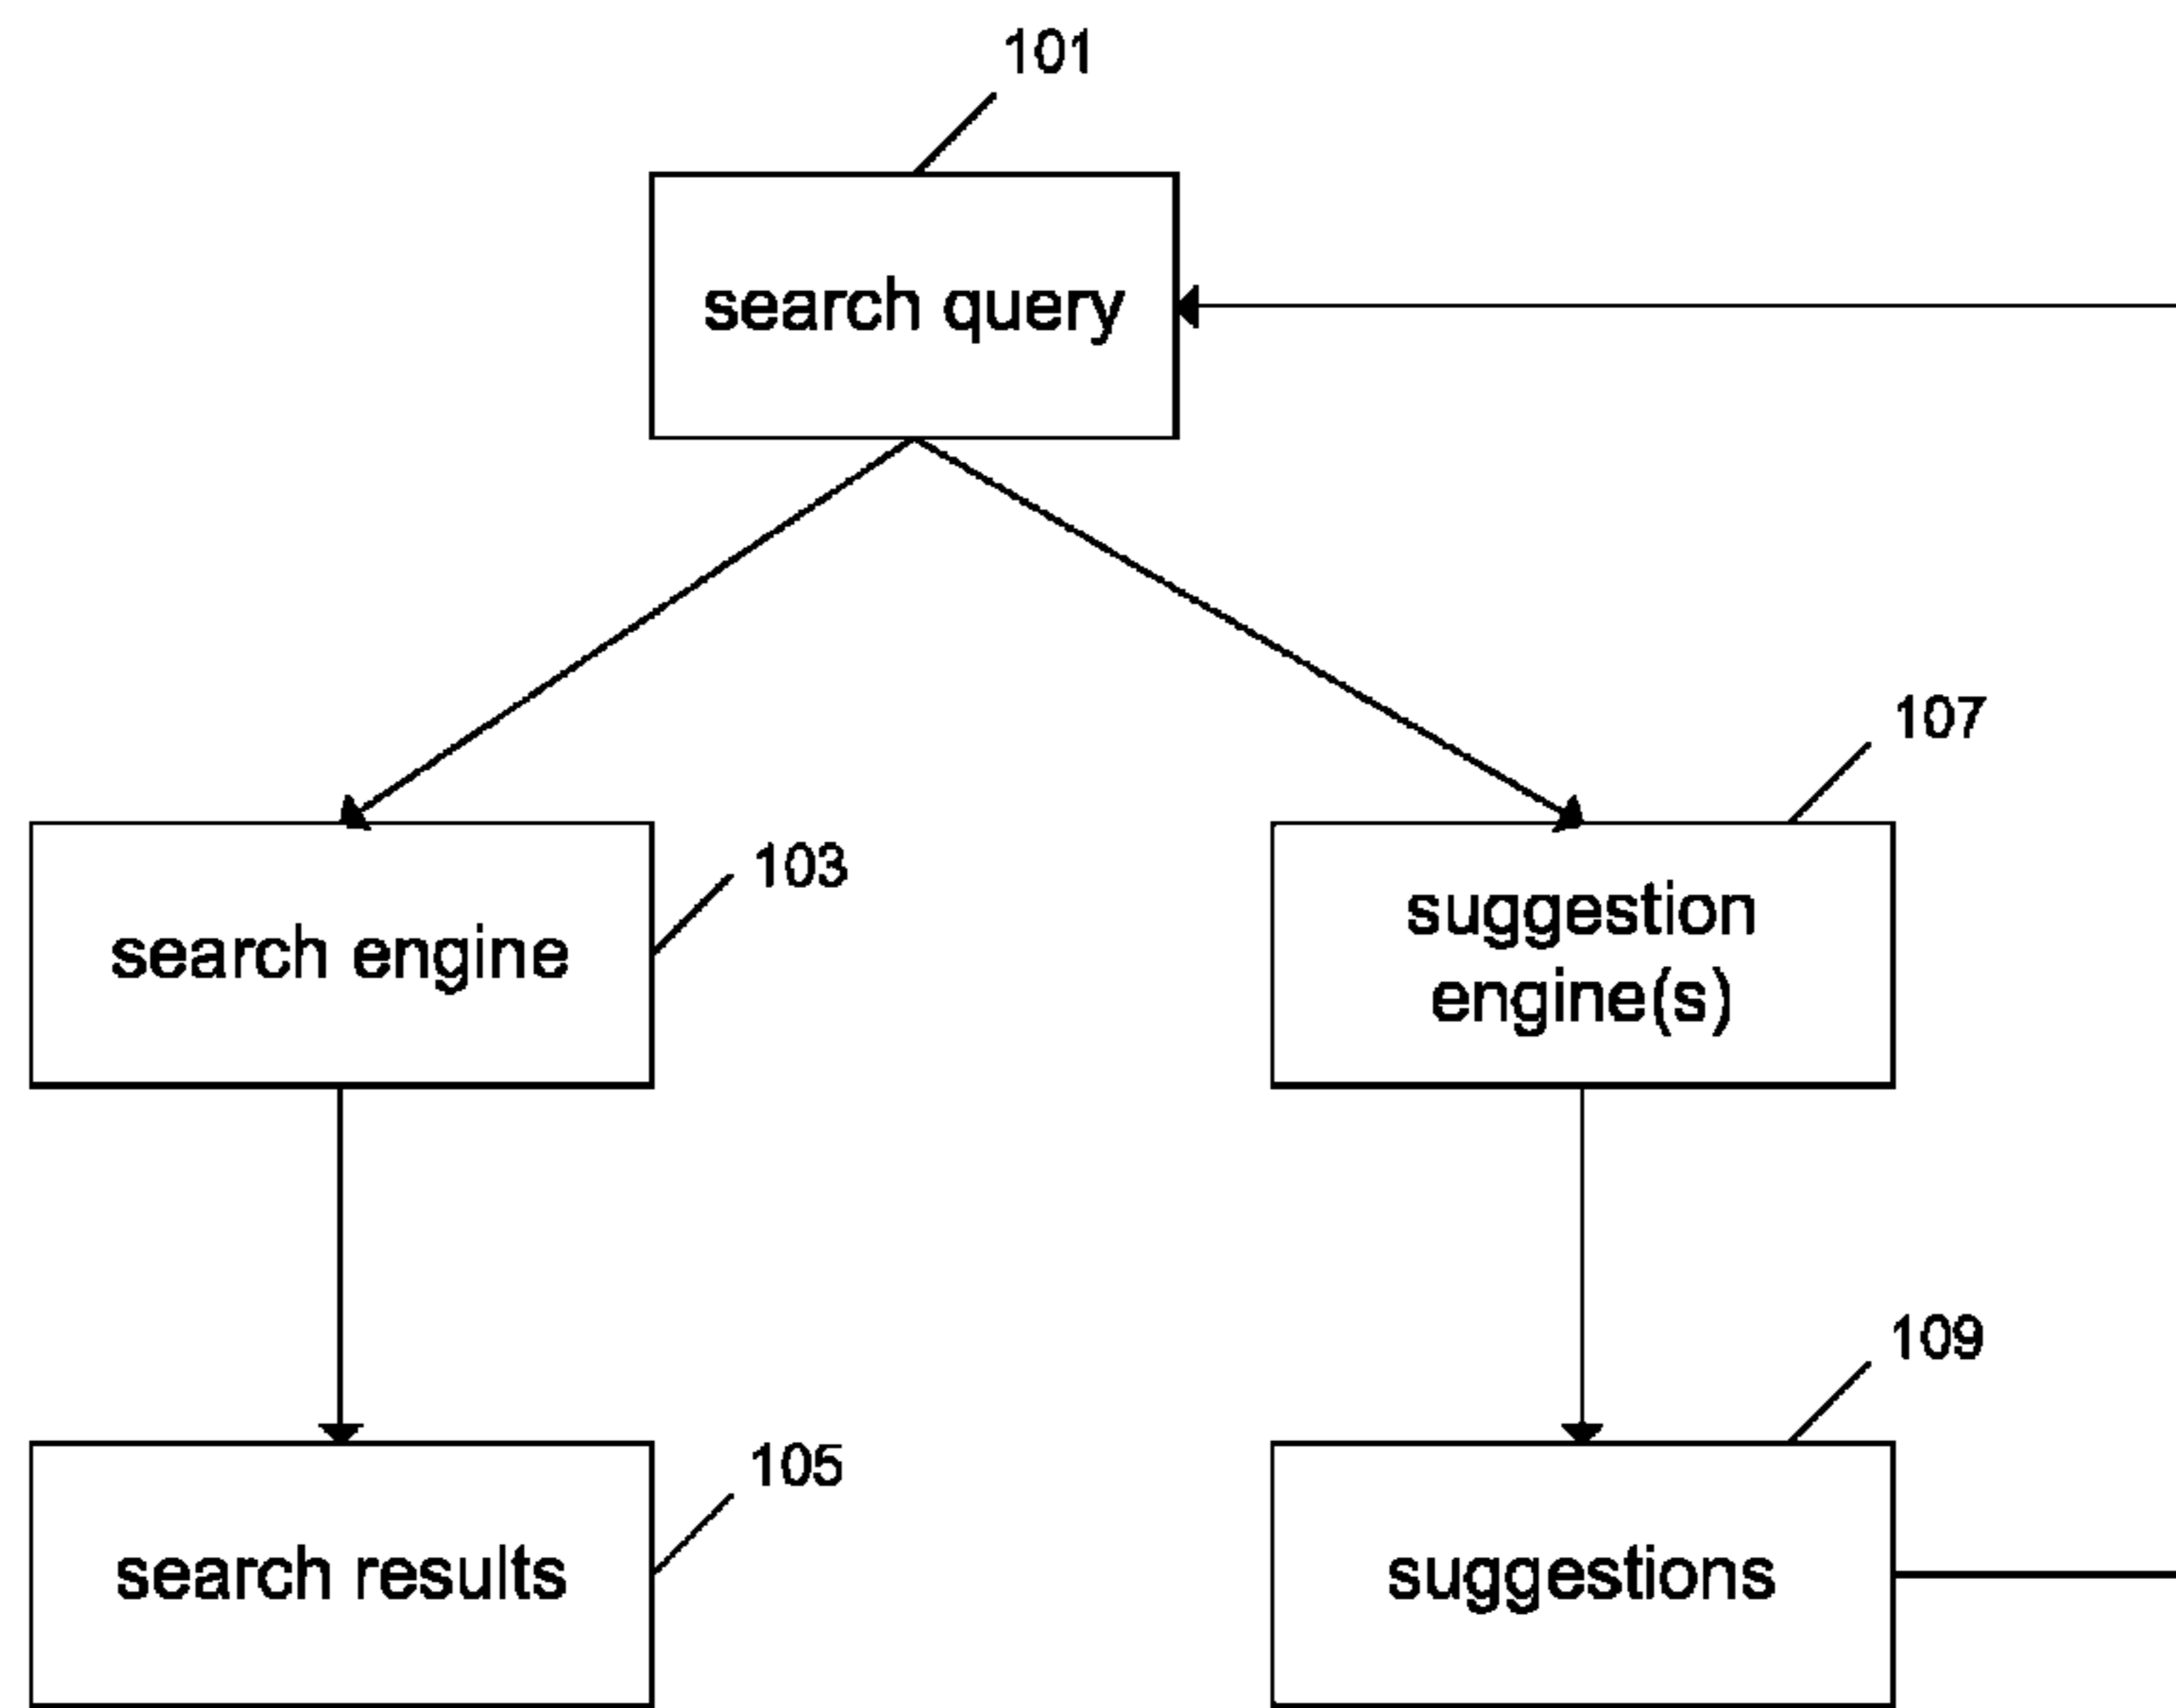 101
search query
107
103
search engine
suggestion
engine(s)
109
105
search results
suggestions